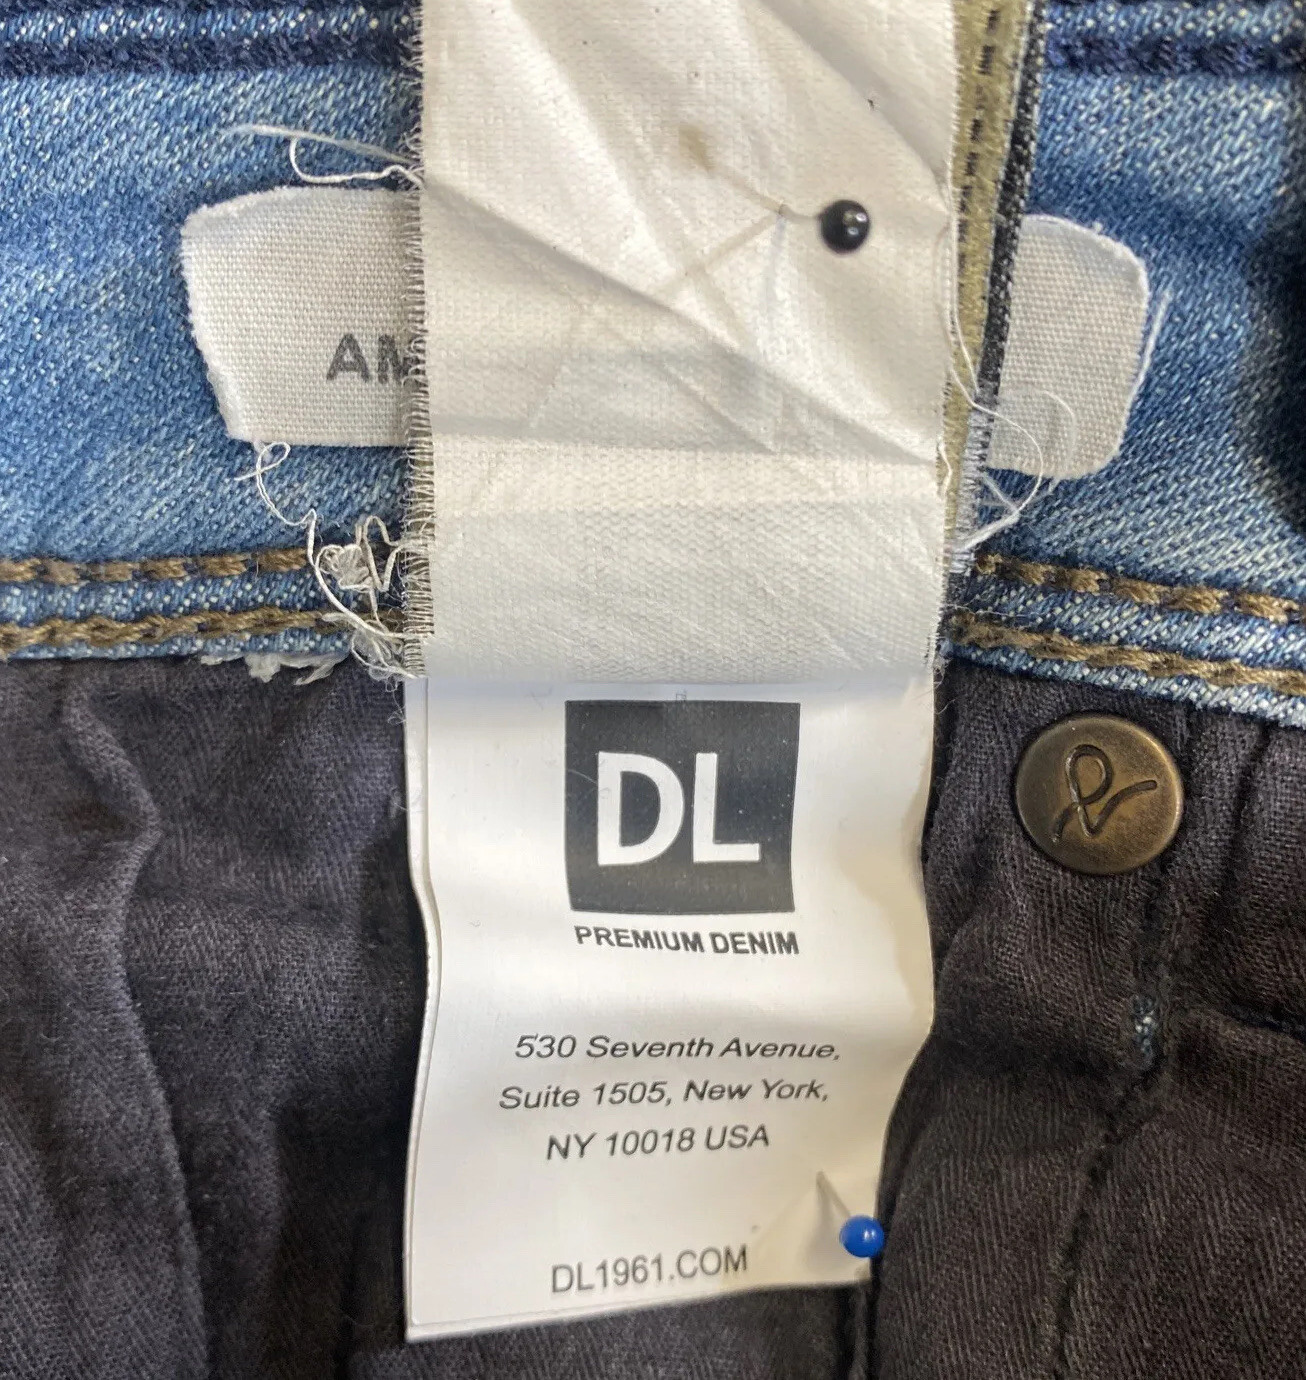 AM
DL
PREMIUM DENIM
530 Seventh Avenue,
Suite 1505, New York,
NY 10018 USA
DL1961.COM